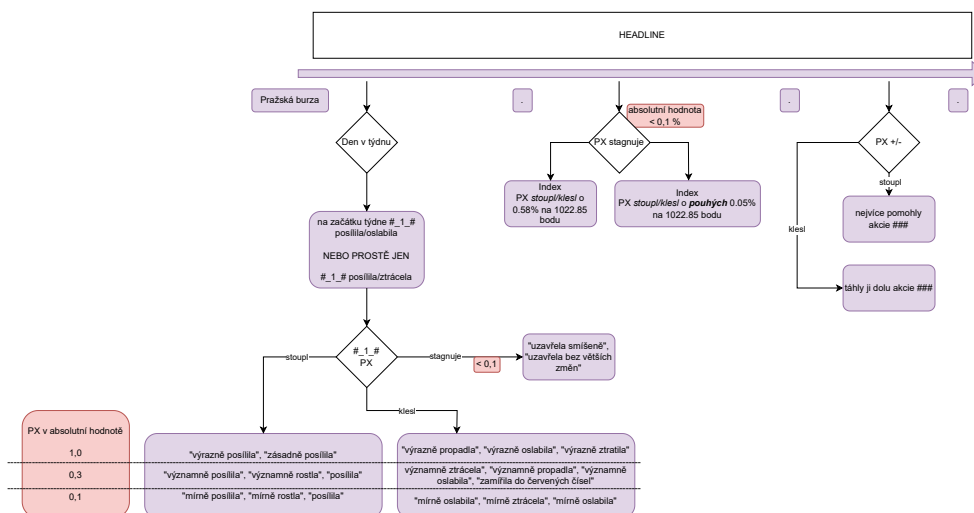 HEADLINE
Pražská burza
.
.
.
absolutní hodnota
< 0,1 %
Den v týdnu
PX stagnuje
PX +/-
Index
PX stoupl/klesl o
0.58% na 1022.85
bodu
Index
PX stoupl/klesl o pouhých 0.05%
na 1022.85 bodu
stoupl
nejvíce pomohly
akcie ###
klesl
táhly ji dolu akcie ###
na začátku týdne #_1_#
posílila/oslabila
NEBO PROSTĚ JEN
#_1_# posílila/ztrácela
#_1_#
PX
stoupl
stagnuje
< 0,1
"uzavřela smíšeně",
"uzavřela bez větších
změn"
klesl
PX v absolutní hodnotě
1,0
"výrazně posílila", "zásadně posílila"
"výrazně propadla", "výrazně oslabila", "výrazně ztratila"
0,3
"významně posílila", "významně rostla", "posílila"
"významně ztrácela", "významně propadla", "významně
oslabila", "zamířila do červených čísel"
0,1
"mírně posílila", "mírně rostla", "posílila"
"mírně oslabila", "mírně ztrácela", "mírně oslabila"